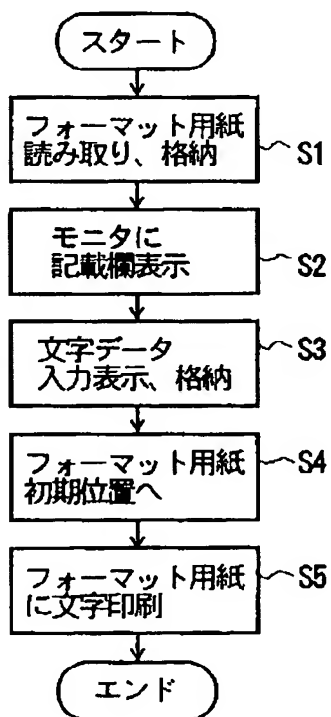 スタート
フォーマット用紙
読み取り、格納
S1
モニタに
記載欄表示
S2
文字データ
入力表示、格納
S3
フォーマット用紙
初期位置へ
S4
フォーマット用紙
に文字印刷
S5
エンド